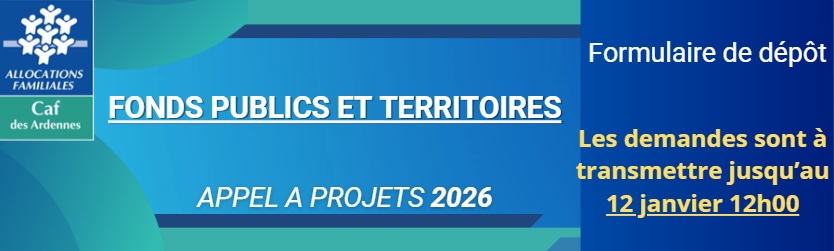 ALLOCATIONS
FAMILIALES
Caf
des Ardennes
FONDS PUBLICS ET TERRITOIRES
APPEL A PROJETS 2026
Formulaire de dépôt
Les demandes sont à
transmettre jusqu’au
12 janvier 12h00